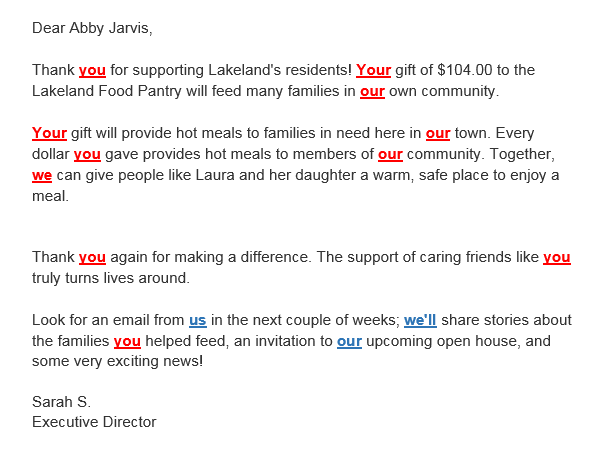 Dear Abby Jarvis,
Thank you for supporting Lakeland's residents! Your gift of $104.00 to the
Lakeland Food Pantry will feed many families in our own community.
Your gift will provide hot meals to families in need here in our town. Every
dollar you gave provides hot meals to members of our community. Together,
we can give people like Laura and her daughter a warm, safe place to enjoy a
meal.
Thank you again for making a difference. The support of caring friends like you
truly turns lives around.
Look for an email from us in the next couple of weeks; we'll share stories about
the families you helped feed, an invitation to our upcoming open house, and
some very exciting news!
Sarah S.
Executive Director